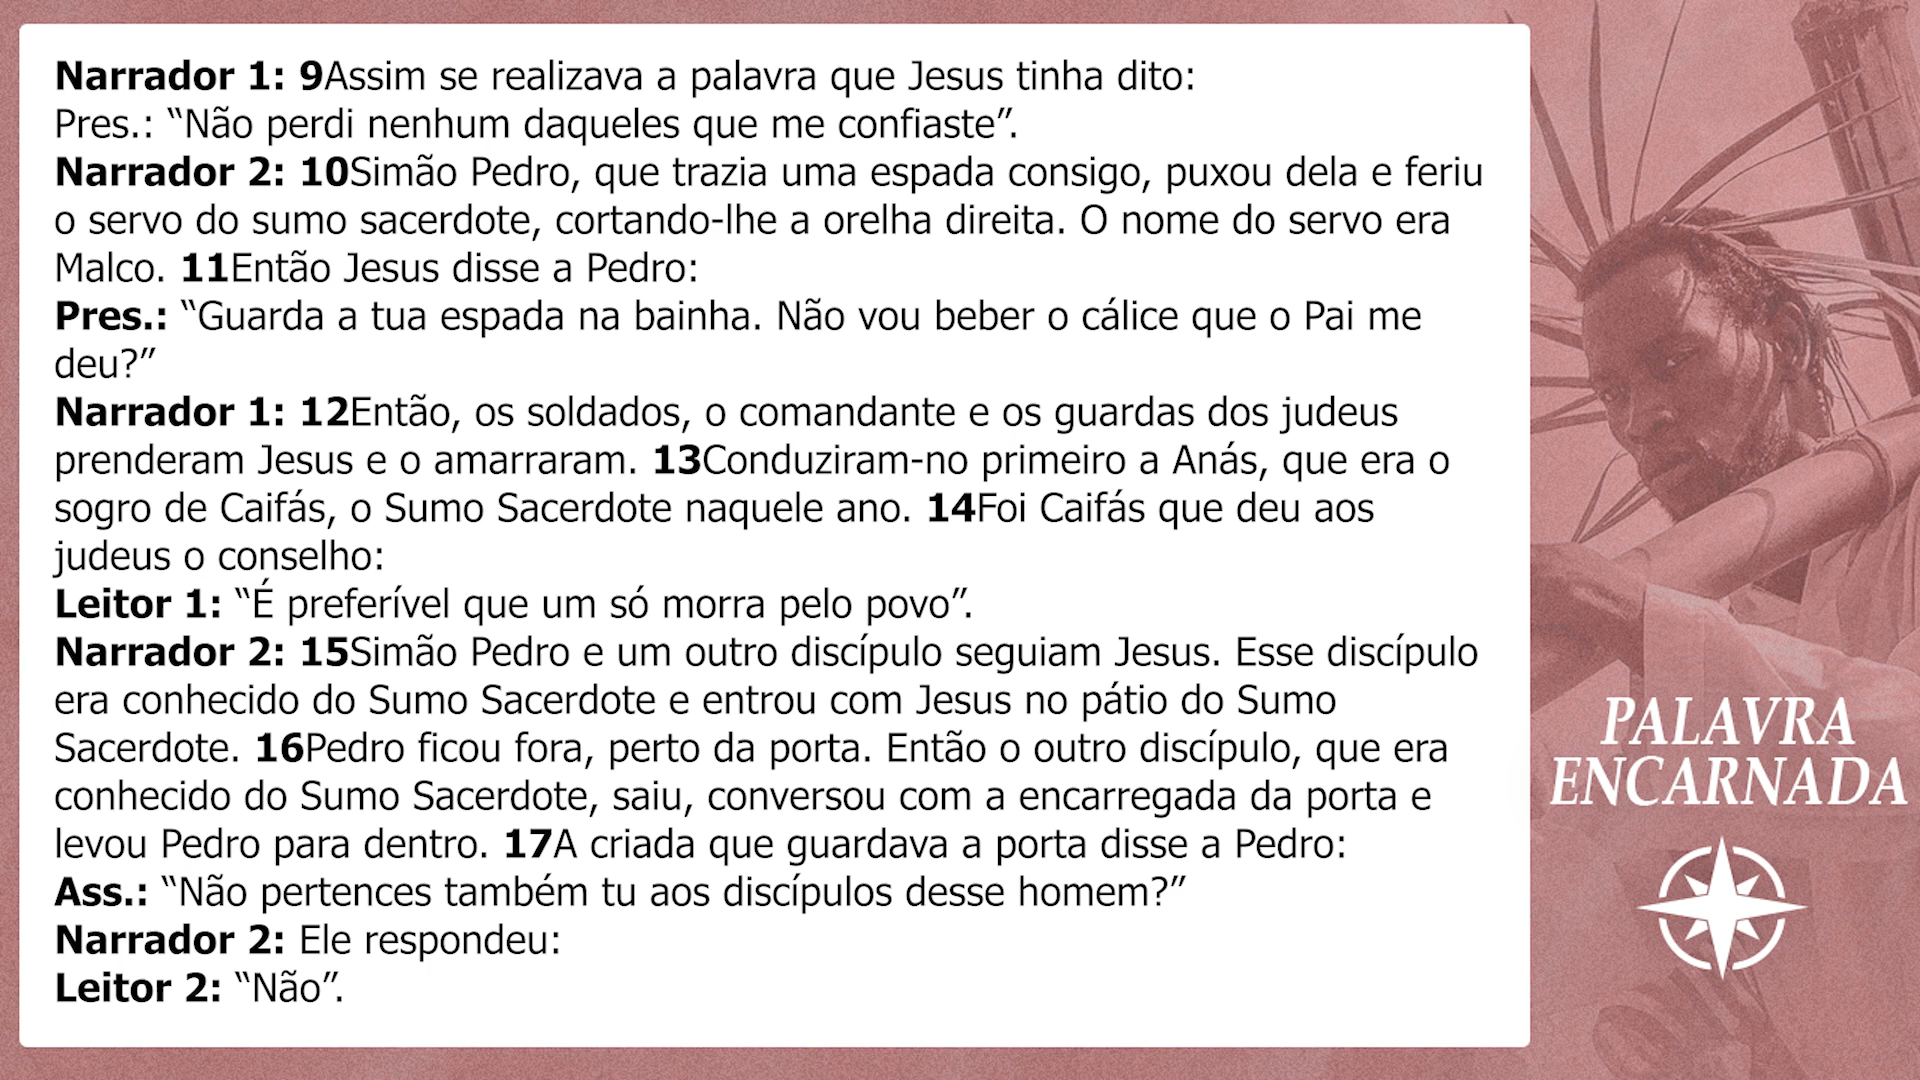 Narrador 1: 9Assim se realizava a palavra que Jesus tinha dito:
Pres.: “Não perdi nenhum daqueles que me confiaste”.
Narrador 2: 10Simão Pedro, que trazia uma espada consigo, puxou dela e feriu
o servo do sumo sacerdote, cortando-lhe a orelha direita. O nome do servo era
Malco. 11Então Jesus disse a Pedro:
Pres.: “Guarda a tua espada na bainha. Não vou beber o cálice que o Pai me
deu?”
Narrador 1: 12Então, os soldados, o comandante e os guardas dos judeus
prenderam Jesus e o amarraram. 13Conduziram-no primeiro a Anás, que era o
sogro de Caifás, o Sumo Sacerdote naquele ano. 14Foi Caifás que deu aos
judeus o conselho:
Leitor 1: “É preferível que um só morra pelo povo”.
Narrador 2: 15Simão Pedro e um outro discípulo seguiam Jesus. Esse discípulo
era conhecido do Sumo Sacerdote e entrou com Jesus no pátio do Sumo
Sacerdote. 16Pedro ficou fora, perto da porta. Então o outro discípulo, que era
conhecido do Sumo Sacerdote, saiu, conversou com a encarregada da porta e
levou Pedro para dentro. 17A criada que guardava a porta disse a Pedro:
Ass.: “Não pertences também tu aos discípulos desse homem?”
Narrador 2: Ele respondeu:
Leitor 2: “Não”.
PALAVRA
ENCARNADA